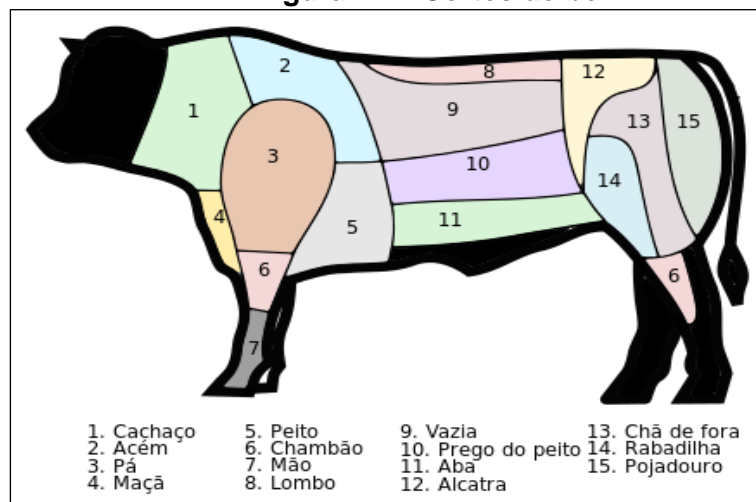 1
2
3
4
5
6
7
8
9
10
11
12
13
14
15
6
1. Cachaço
2. Acém
3. Pá
4. Maçã
5. Peito
6. Chambão
7. Mão
8. Lombo
9. Vazia
10. Prego do peito
11. Aba
12. Alcatra
13. Chã de fora
14. Rabadilha
15. Pojadouro